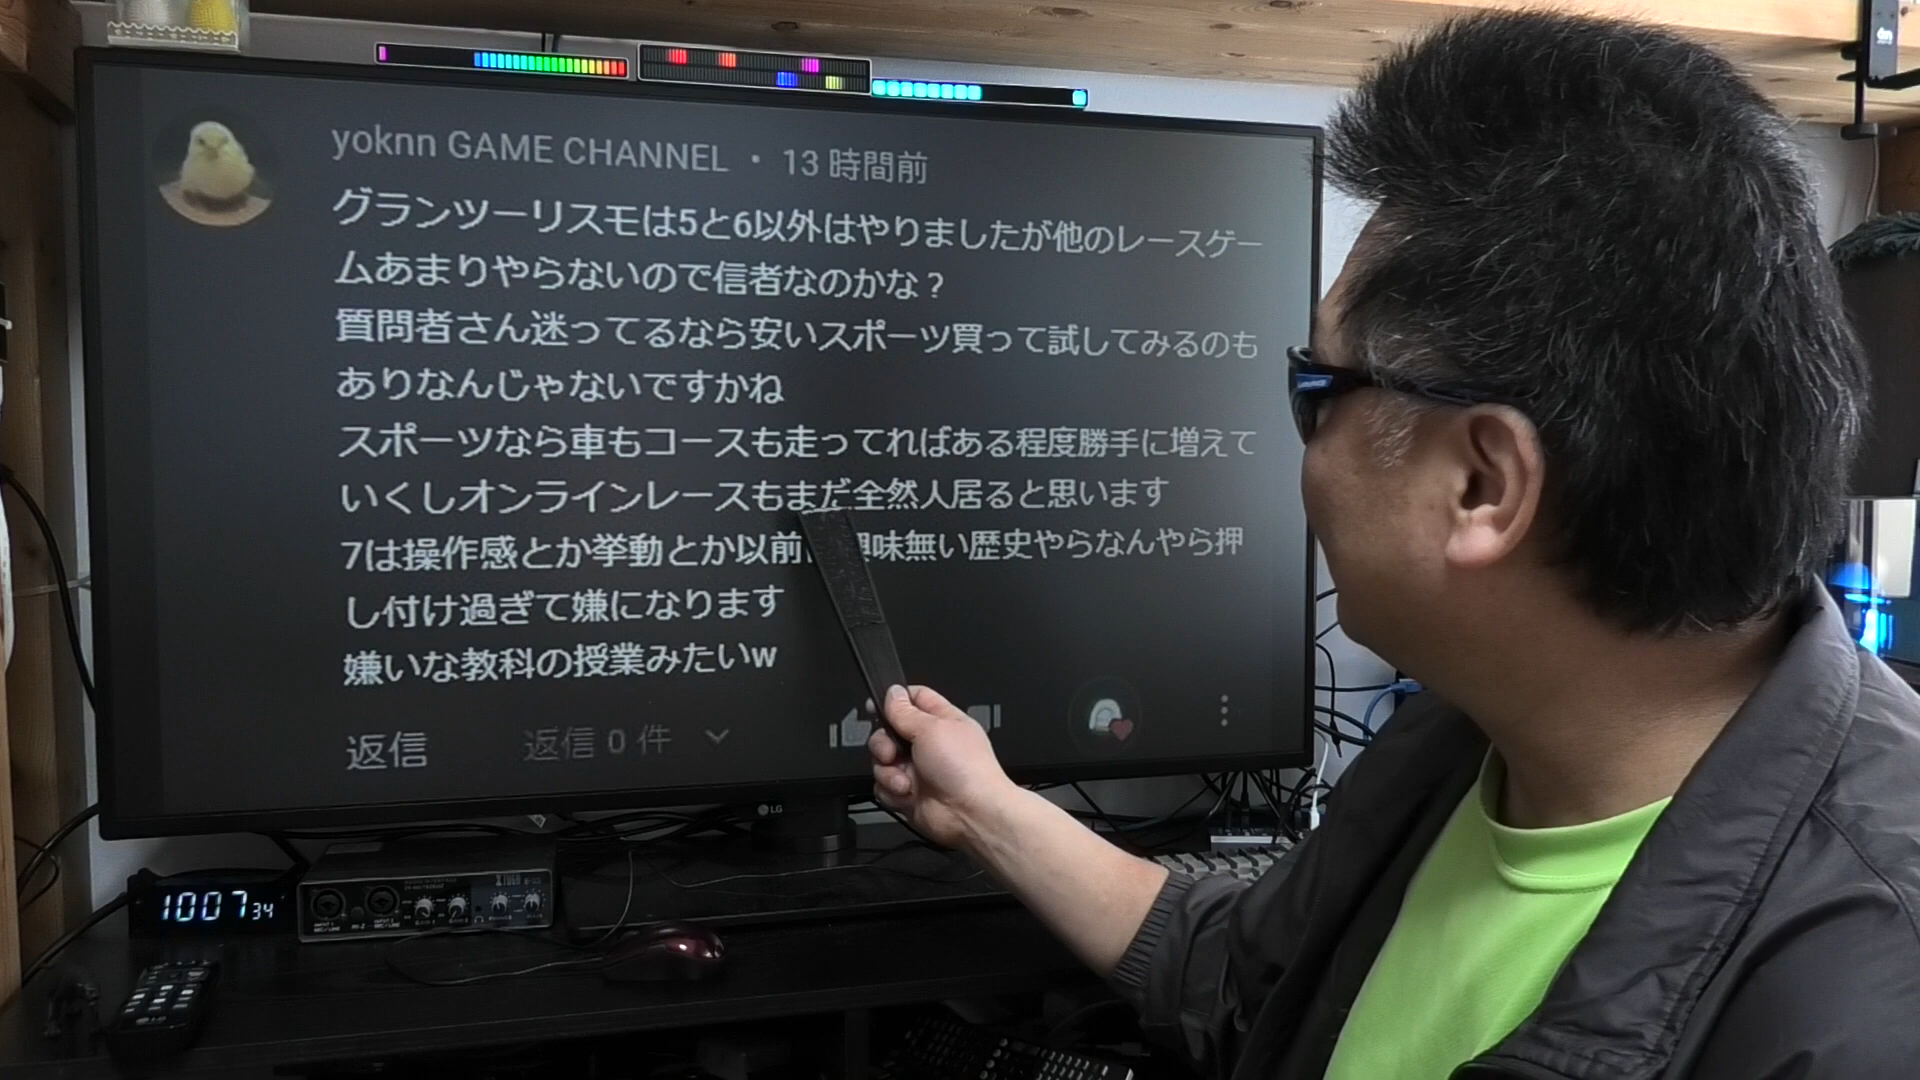 yoknn GAME CHANNEL・13 時間前
グランツーリスモは5と6以外はやりましたが他のレースゲー
ムあまりやらないので信者なのかな？
質問者さん迷ってるなら安いスポーツ買って試してみるのも
ありなんじゃないですかね
スポーツなら車もコースも走ってればある程度勝手に増えて
いくしオンラインレースもまだ全然人居ると思います
7は操作感とか挙動とか以前 味無い歴史やらなんやら押
し付け過ぎて嫌になります
嫌いな教科の授業みたいw
返信 返信 0 件
LG
1007 34